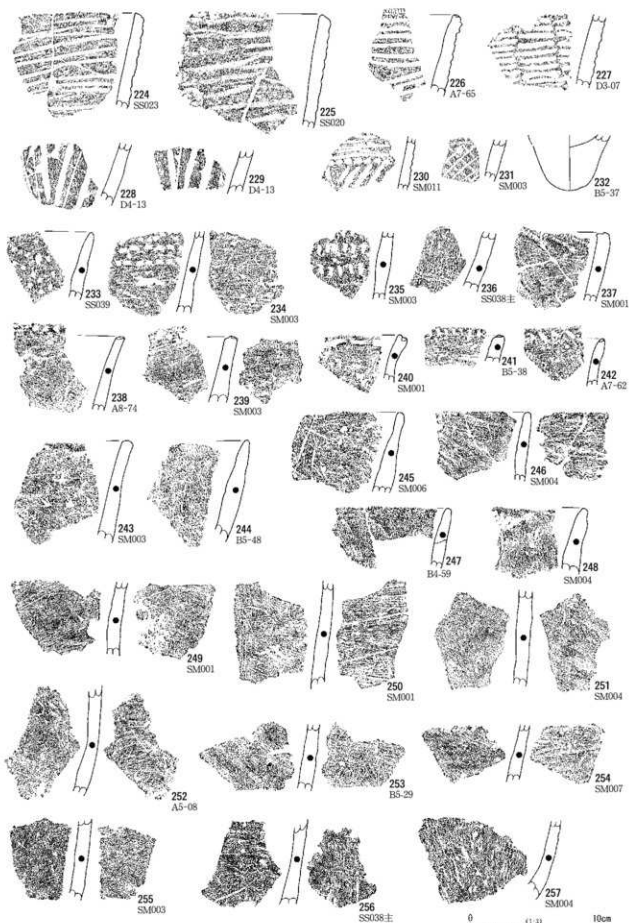 224
SS023
225
SS020
226
A7-65
227
D3-07
228
D4-13
229
D4-13
230
SM011
231
SM003
232
B5-37
233
SS039
234
SM003
235
SM003
236
SS038主
237
SM001
238
A8-74
239
SM003
240
SM001
241
B5-38
242
A7-62
243
SM003
244
B5-48
245
SM006
246
SM004
247
B4-59
248
SM004
249
SM001
250
SM001
251
SM004
252
A5-08
253
B5-29
254
SM007
255
SM003
256
SS038主
257
SM004
0
10cm